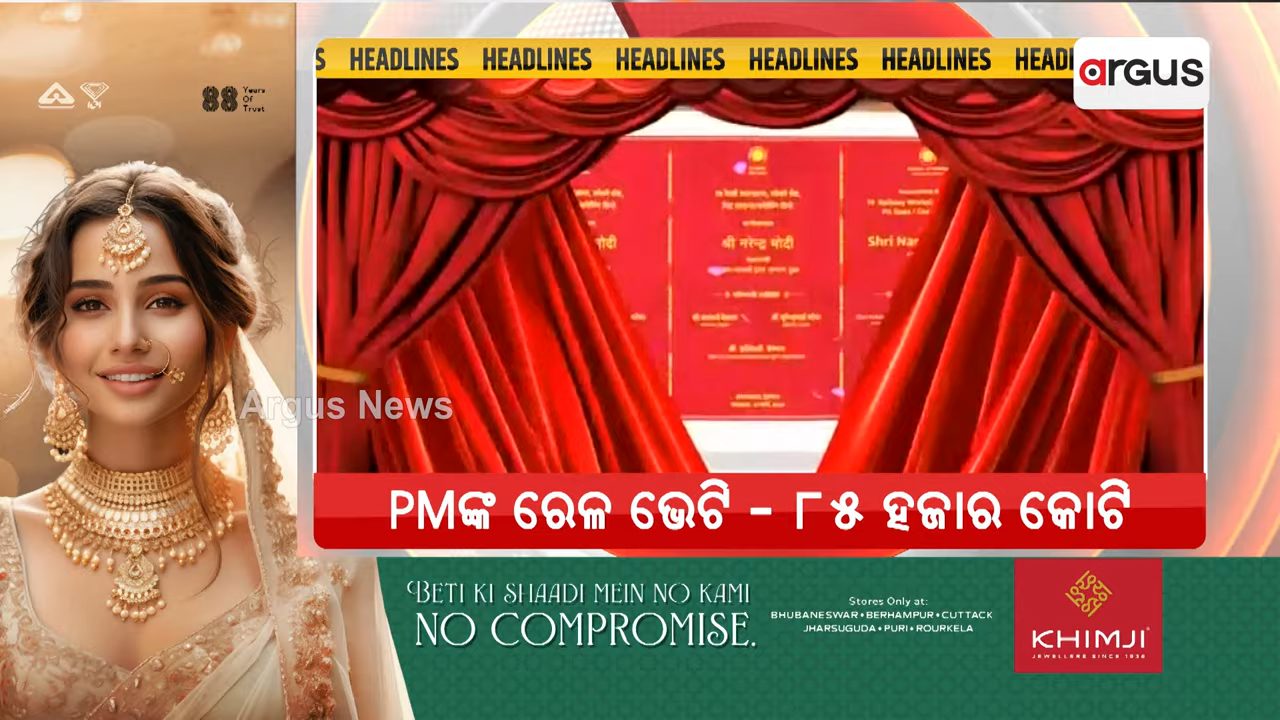 HEADLINES HEADLINES HEADLINES HEADLINES HEADLINES
argus
88 Years
Of
Trust
श्री नरेन्द्र मोदी
Shri Nar
Argus News
PMଙ୍କ ରେଳ ଭେଟି - ୮୫ ହଜାର କୋଟି
BETI KI SHAADI MEIN NO KAMI
NO COMPROMISE.
Stores Only at:
BHUBANESWAR • BERHAMPUR • CUTTACK
JHARSUGUDA • PURI • ROURKELA
KHIMJI
JEWELLERS SINCE 1936